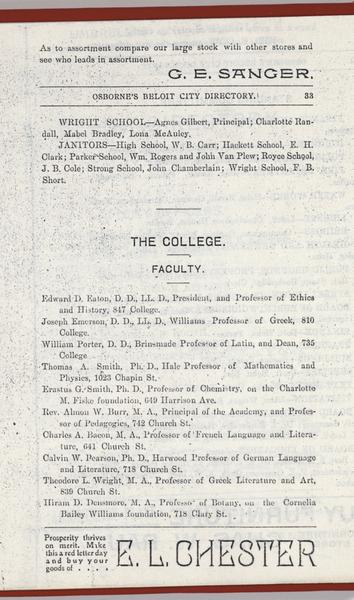 As to assortment compare our large stock with other stores and
see who leads in assortment.
G. E. SANGER.
OSBORNE'S BELOIT CITY DIRECTORY. 33
WRIGHT SCHOOL—Agnes Gilbert, Principal; Charlotte Ran-
dall, Mabel Bradley, Lona McAuley.
JANITORS—High School, W. B. Carr; Hackett School, E. H.
Clark; Parker School, Wm. Rogers and John Van Plew; Royce School,
J. B. Cole; Strong School, John Chamberlain; Wright School, F. B.
Short.
THE COLLEGE.
FACULTY.
Edward D. Eaton, D. D., LL. D., President, and Professor of Ethics
and History, 847 College.
Joseph Emerson, D. D., LL. D., Williams Professor of Greek, 810
College.
William Porter, D. D., Brinsmade Professor of Latin, and Dean, 735
College
Thomas A. Smith, Ph. D., Hale Professor of Mathematics and
Physics, 1023 Chapin St.
Erastus G. Smith, Ph. D., Professor of Chemistry, on the Charlotte
M. Fiske foundation, 649 Harrison Ave.
Rev. Almon W. Burr, M. A., Principal of the Academy, and Profes-
sor of Pedagogics, 742 Church St.
Charles A. Bacon, M. A., Professor of French Language and Litera-
ture, 641 Church St.
Calvin W. Pearson, Ph. D., Harwood Professor of German Language
and Literature, 718 Church St.
Theodore L. Wright, M. A., Professor of Greek Literature and Art,
839 Church St.
Hiram D. Densmore, M. A., Professor of Botany, on the Cornelia
Bailey Williams foundation, 718 Clary St.
Prosperity thrives
on merit. Make
this a red letter day
and buy your
goods of . . . .
E. L. CHESTER